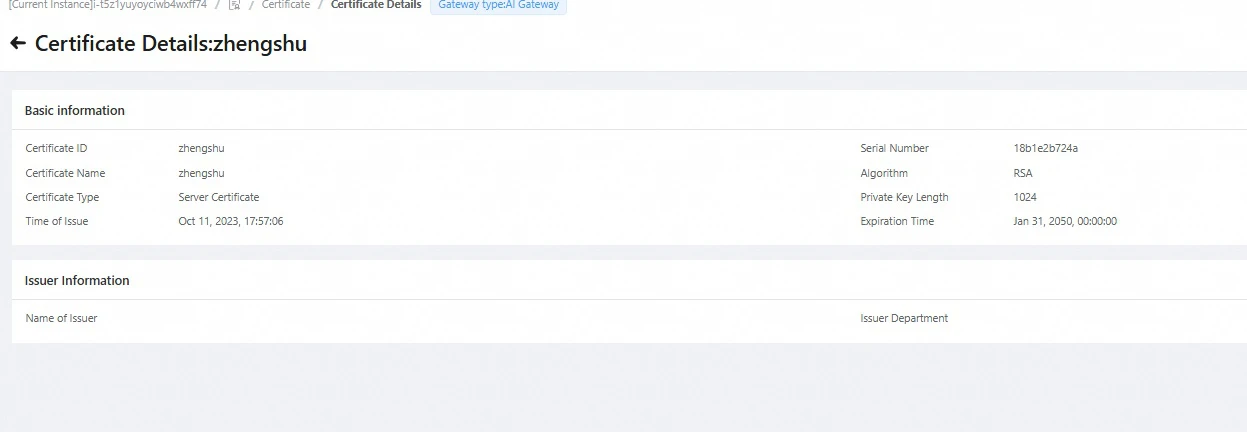 [Current Instance]i-t5z1yuyoyciwb4wxff74 / / Certificate / Certificate Details Gateway type:AI Gateway
Certificate Details:zhengshu
Basic information
Certificate ID zhengshu Serial Number 18b1e2b724a
Certificate Name zhengshu Algorithm RSA
Certificate Type Server Certificate Private Key Length 1024
Time of Issue Oct 11, 2023, 17:57:06 Expiration Time Jan 31, 2050, 00:00:00
Issuer Information
Name of Issuer Issuer Department